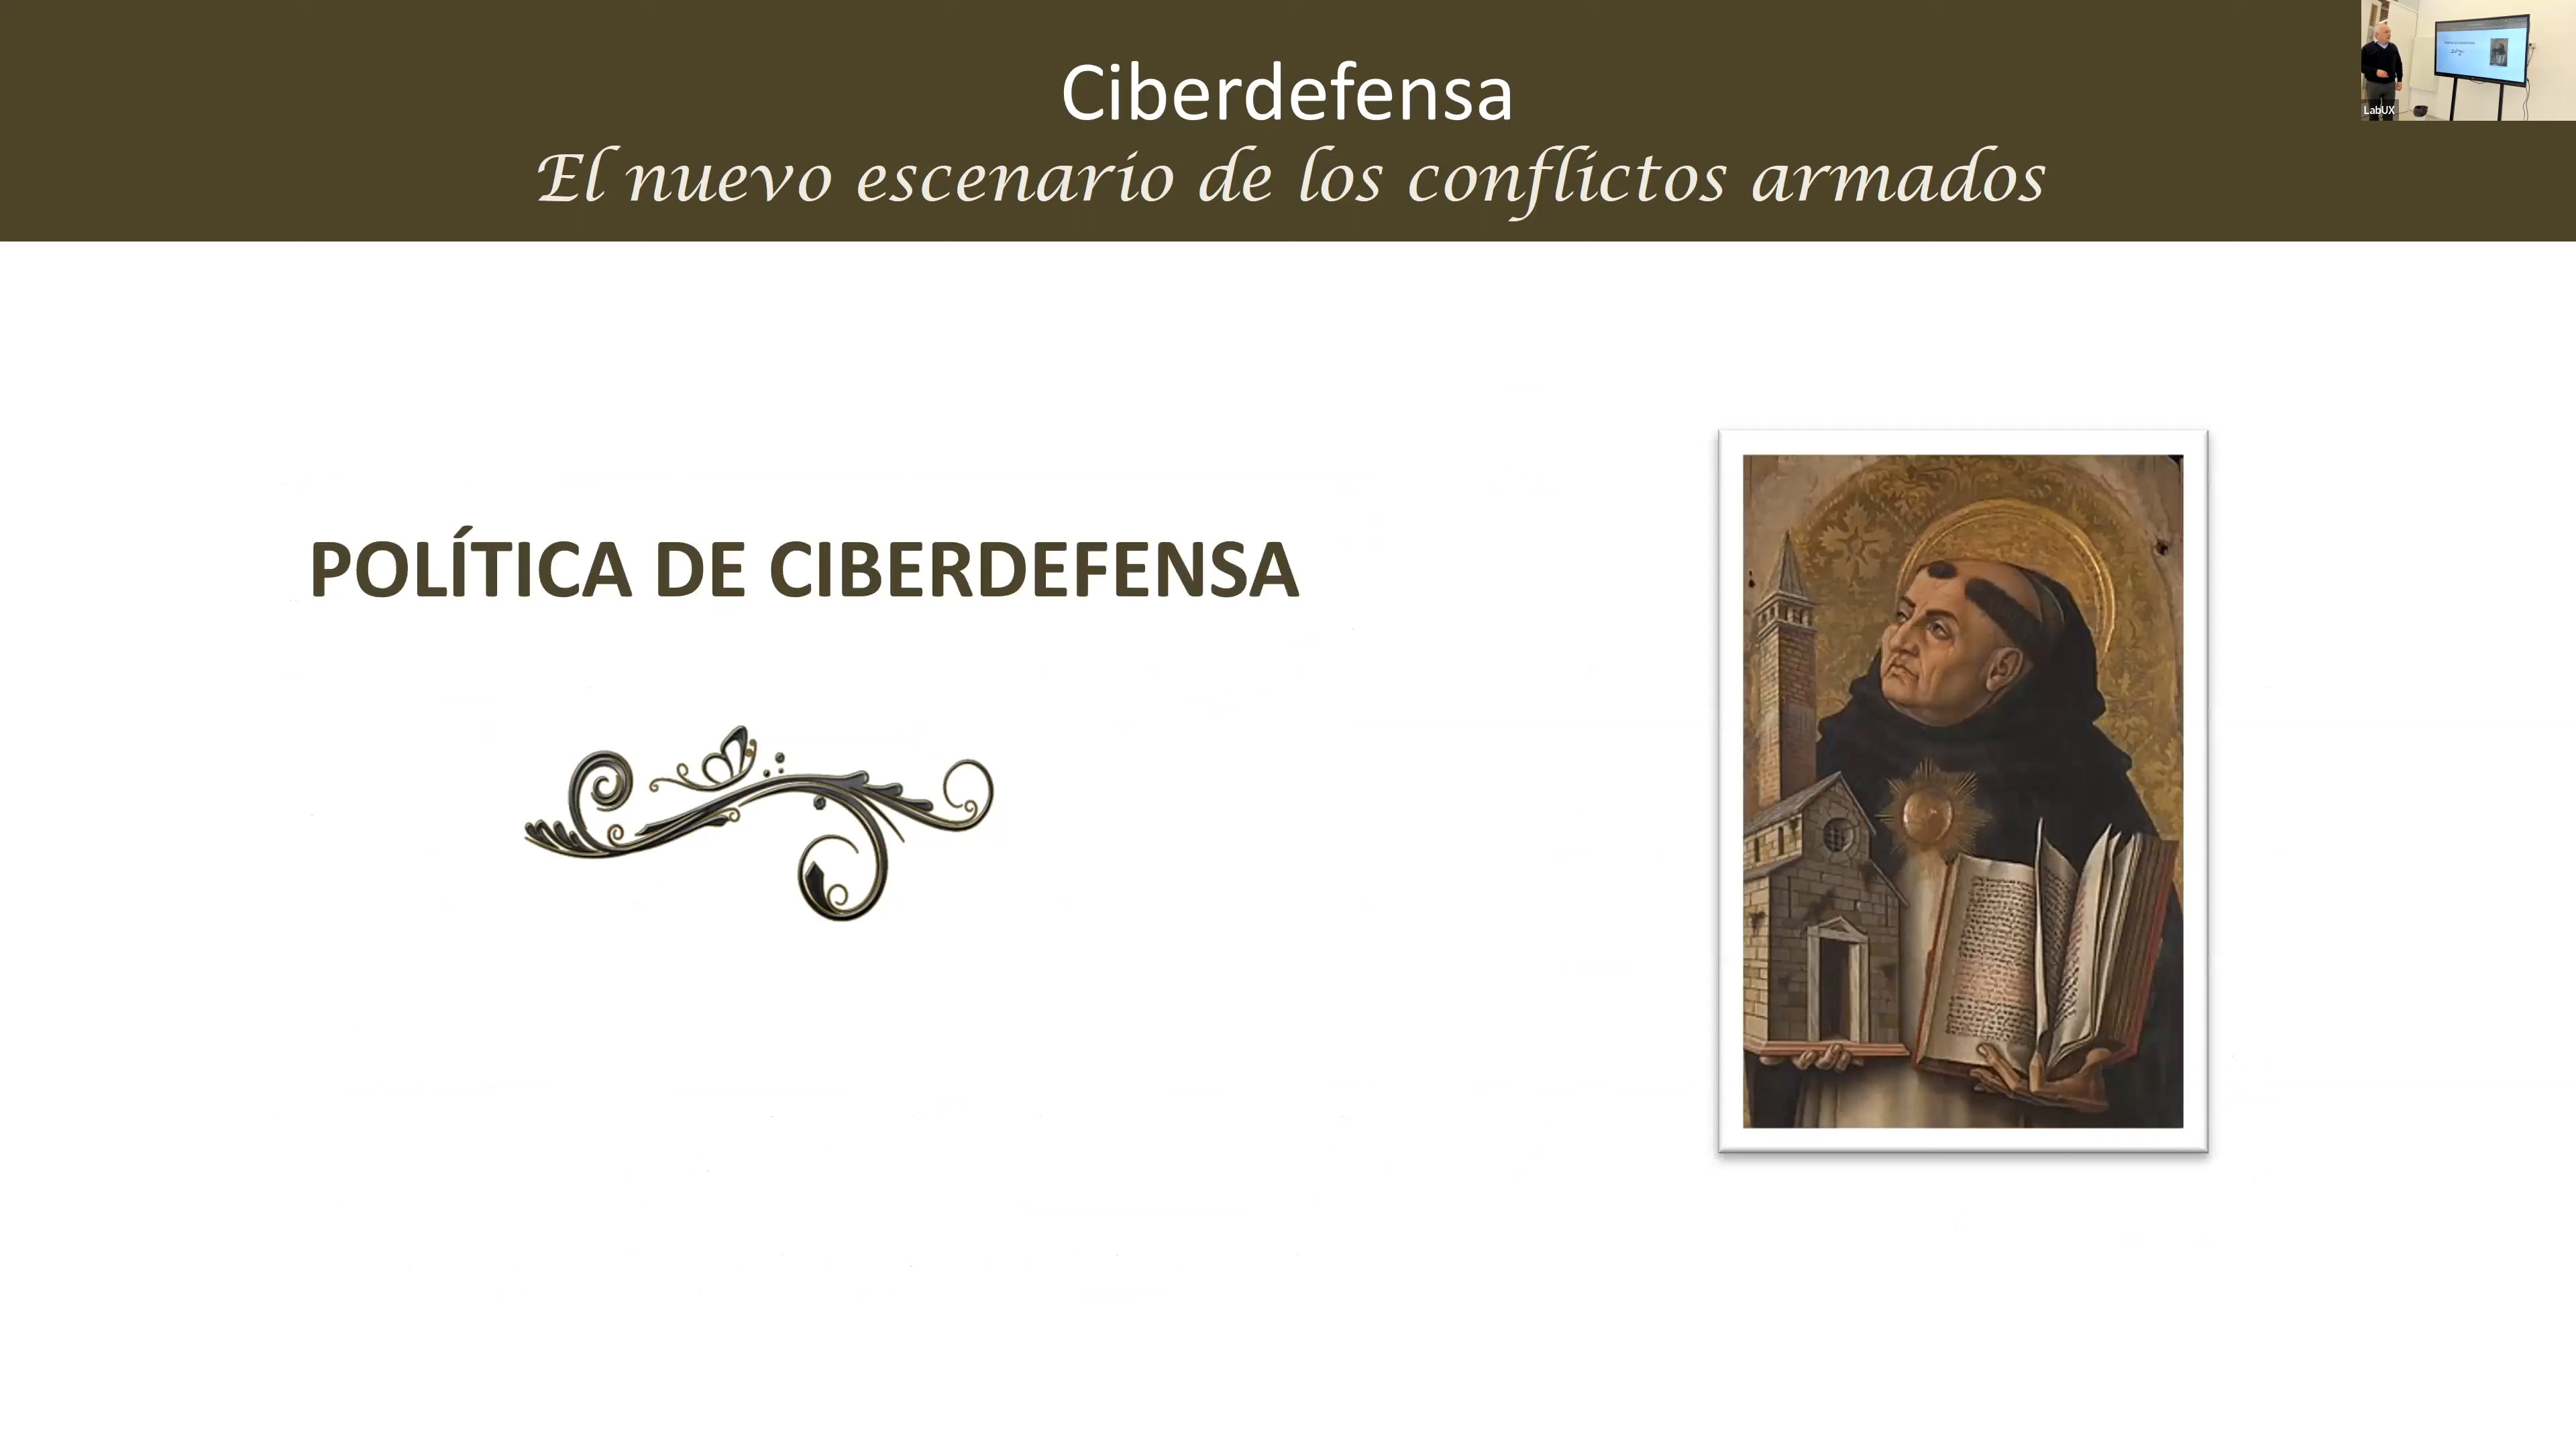 Ciberdefensa
El nuevo escenario de los conflictos armados
LabUX
POLÍTICA DE CIBERDEFENSA